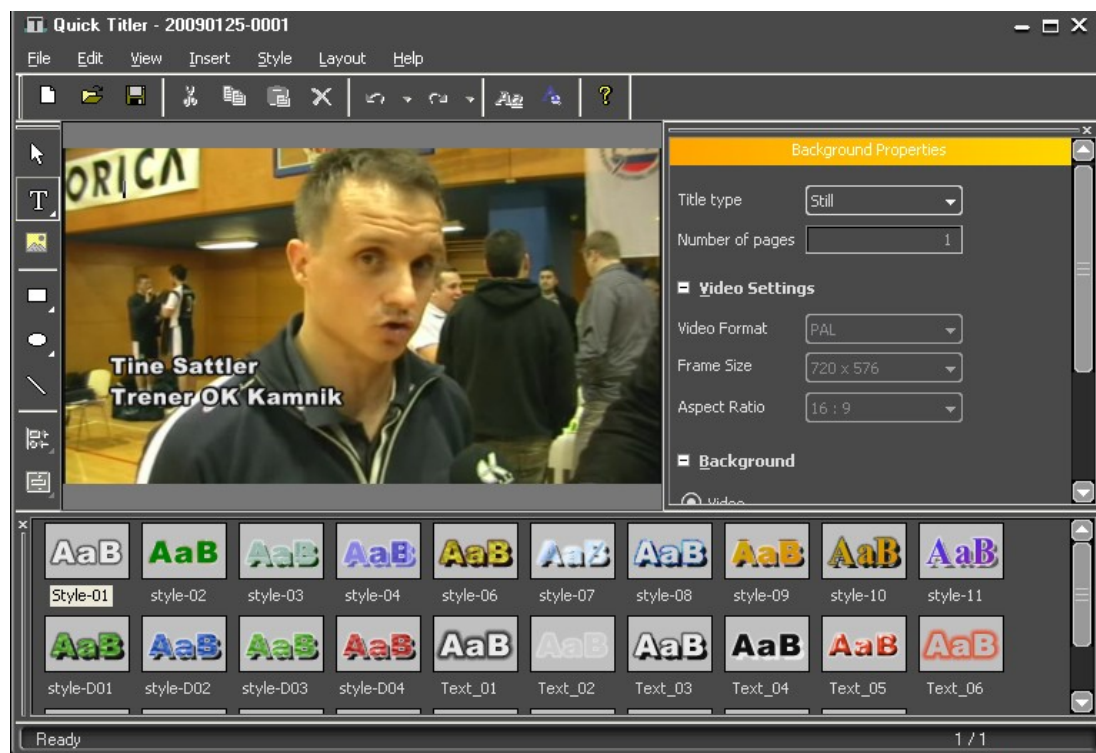 Quick Titler - 20090125-0001
File Edit View Insert Style Layout Help
Background Properties
Title type Still
Number of pages 1
Video Settings
Video Format PAL
Frame Size 720 x 576
Aspect Ratio 16 : 9
Background
Video
ORICA
Tine Sattler
Trener OK Kamnik
AaB AaB AaB AaB AaB AaB AaB AaB AaB AaB
Style-01 style-02 style-03 style-04 style-06 style-07 style-08 style-09 style-10 style-11
AaB AaB AaB AaB AaB AaB AaB AaB AaB AaB
style-D01 style-D02 style-D03 style-D04 Text_01 Text_02 Text_03 Text_04 Text_05 Text_06
Ready 1 / 1